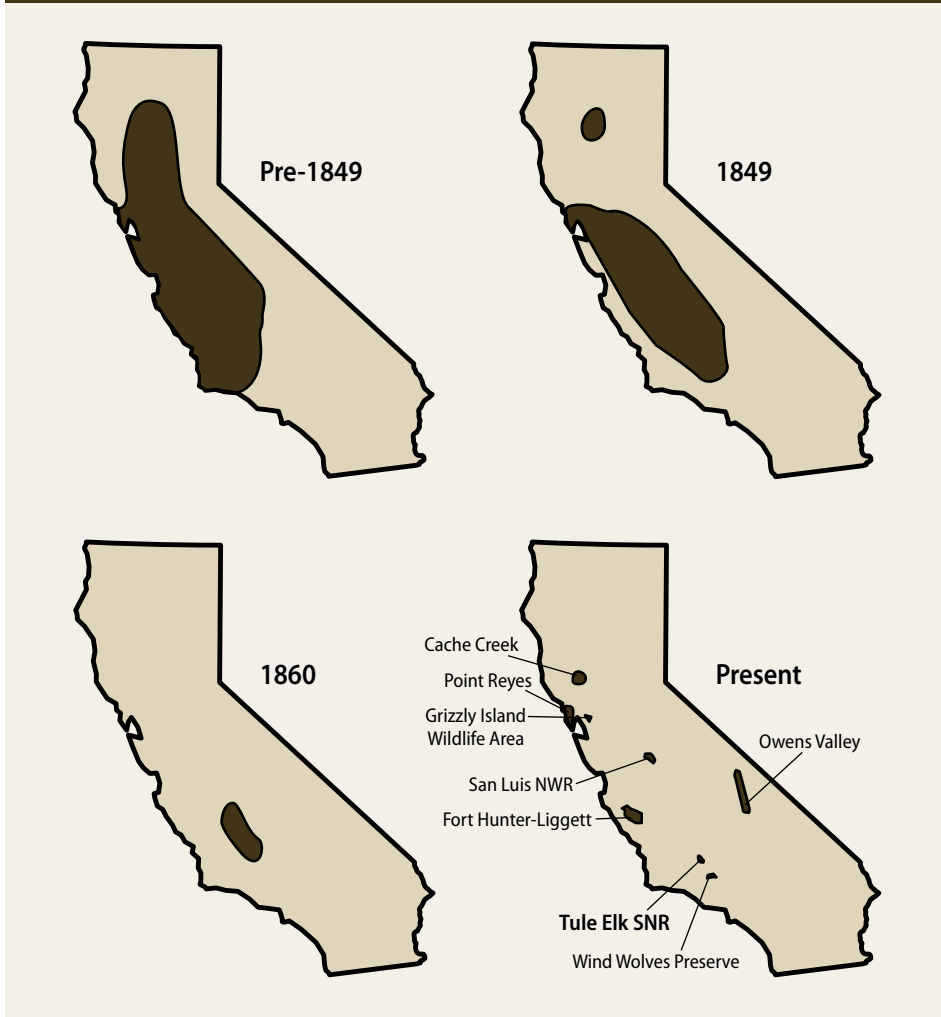 Pre-1849
1849
1860
Present
Cache Creek
Point Reyes
Grizzly Island
Wildlife Area
San Luis NWR
Fort Hunter-Liggett
Owens Valley
Tule Elk SNR
Wind Wolves Preserve